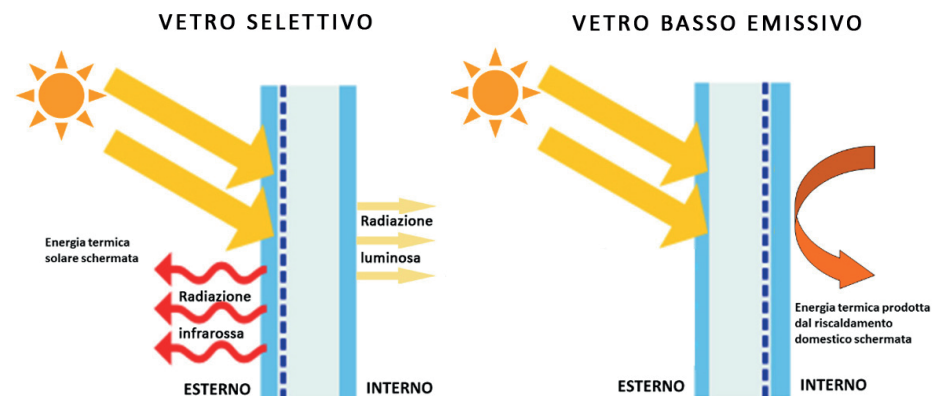 VETRO SELETTIVO
Energia termica
solare schermata
Radiazione
infrarossa
Radiazione
luminosa
ESTERNO
INTERNO
VETRO BASSO EMISSIVO
Energia termica prodotta
dal riscaldamento
domestico schermata
ESTERNO
INTERNO